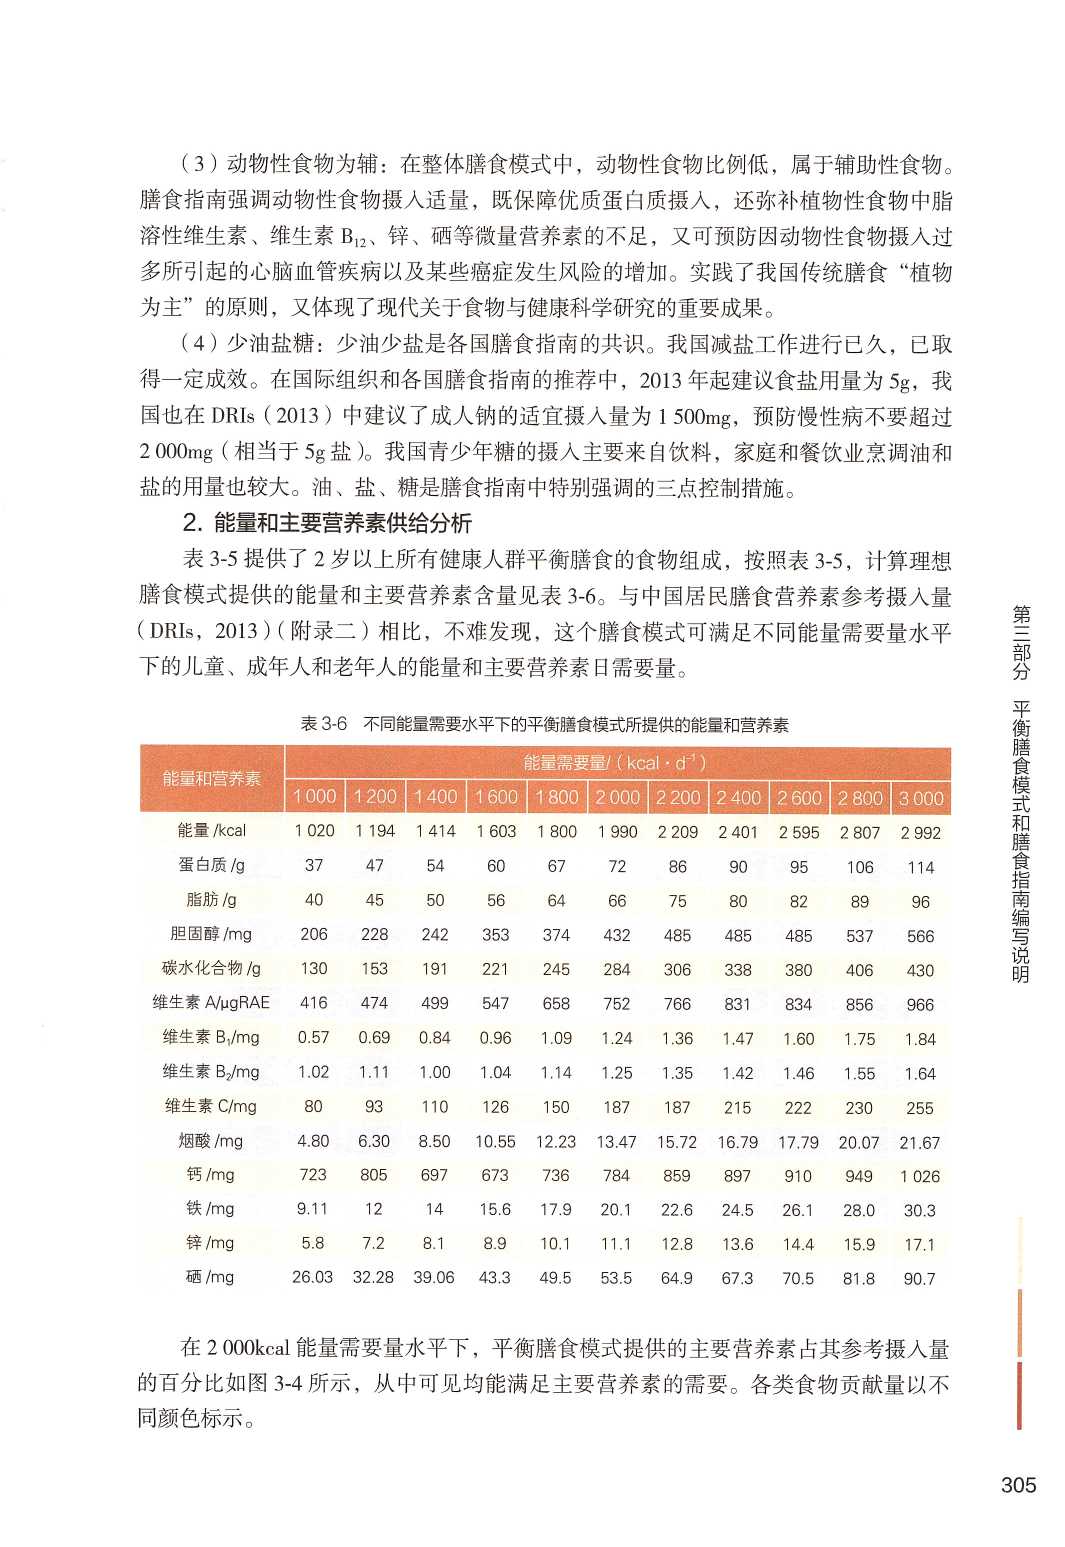 （3）动物性食物为辅：在整体膳食模式中，动物性食物比例低，属于辅助性食物。
膳食指南强调动物性食物摄入适量，既保障优质蛋白质摄入，还弥补植物性食物中脂
溶性维生素、维生素 B12、锌、硒等微量营养素的不足，又可预防因动物性食物摄入过
多所引起的心脑血管疾病以及某些癌症发生风险的增加。实践了我国传统膳食“植物
为主”的原则，又体现了现代关于食物与健康科学研究的重要成果。
（4）少油盐糖：少油少盐是各国膳食指南的共识。我国减盐工作进行已久，已取
得一定成效。在国际组织和各国膳食指南的推荐中，2013 年起建议食盐用量为 5g，我
国也在 DRIs（2013）中建议了成人钠的适宜摄入量为 1 500mg，预防慢性病不要超过
2 000mg（相当于 5g 盐）。我国青少年糖的摄入主要来自饮料，家庭和餐饮业烹调油和
盐的用量也较大。油、盐、糖是膳食指南中特别强调的三点控制措施。
2. 能量和主要营养素供给分析
表 3-5 提供了 2 岁以上所有健康人群平衡膳食的食物组成，按照表 3-5，计算理想
膳食模式提供的能量和主要营养素含量见表 3-6。与中国居民膳食营养素参考摄入量
（DRIs，2013）（附录二）相比，不难发现，这个膳食模式可满足不同能量需要量水平
下的儿童、成年人和老年人的能量和主要营养素日需要量。
表 3-6 不同能量需要水平下的平衡膳食模式所提供的能量和营养素
能量和营养素 能量需要量/（kcal·d⁻¹）
1 000 1 200 1 400 1 600 1 800 2 000 2 200 2 400 2 600 2 800 3 000
能量 /kcal 1 020 1 194 1 414 1 603 1 800 1 990 2 209 2 401 2 595 2 807 2 992
蛋白质 /g 37 47 54 60 67 72 86 90 95 106 114
脂肪 /g 40 45 50 56 64 66 75 80 82 89 96
胆固醇 /mg 206 228 242 353 374 432 485 485 485 537 566
碳水化合物 /g 130 153 191 221 245 284 306 338 380 406 430
维生素 A/μgRAE 416 474 499 547 658 752 766 831 834 856 966
维生素 B1/mg 0.57 0.69 0.84 0.96 1.09 1.24 1.36 1.47 1.60 1.75 1.84
维生素 B2/mg 1.02 1.11 1.00 1.04 1.14 1.25 1.35 1.42 1.46 1.55 1.64
维生素 C/mg 80 93 110 126 150 187 187 215 222 230 255
烟酸 /mg 4.80 6.30 8.50 10.55 12.23 13.47 15.72 16.79 17.79 20.07 21.67
钙 /mg 723 805 697 673 736 784 859 897 910 949 1 026
铁 /mg 9.11 12 14 15.6 17.9 20.1 22.6 24.5 26.1 28.0 30.3
锌 /mg 5.8 7.2 8.1 8.9 10.1 11.1 12.8 13.6 14.4 15.9 17.1
硒 /mg 26.03 32.28 39.06 43.3 49.5 53.5 64.9 67.3 70.5 81.8 90.7
在 2 000kcal 能量需要量水平下，平衡膳食模式提供的主要营养素占其参考摄入量
的百分比如图 3-4 所示，从中可见均能满足主要营养素的需要。各类食物贡献量以不
同颜色标示。
第三部分 平衡膳食模式和膳食指南编写说明
305